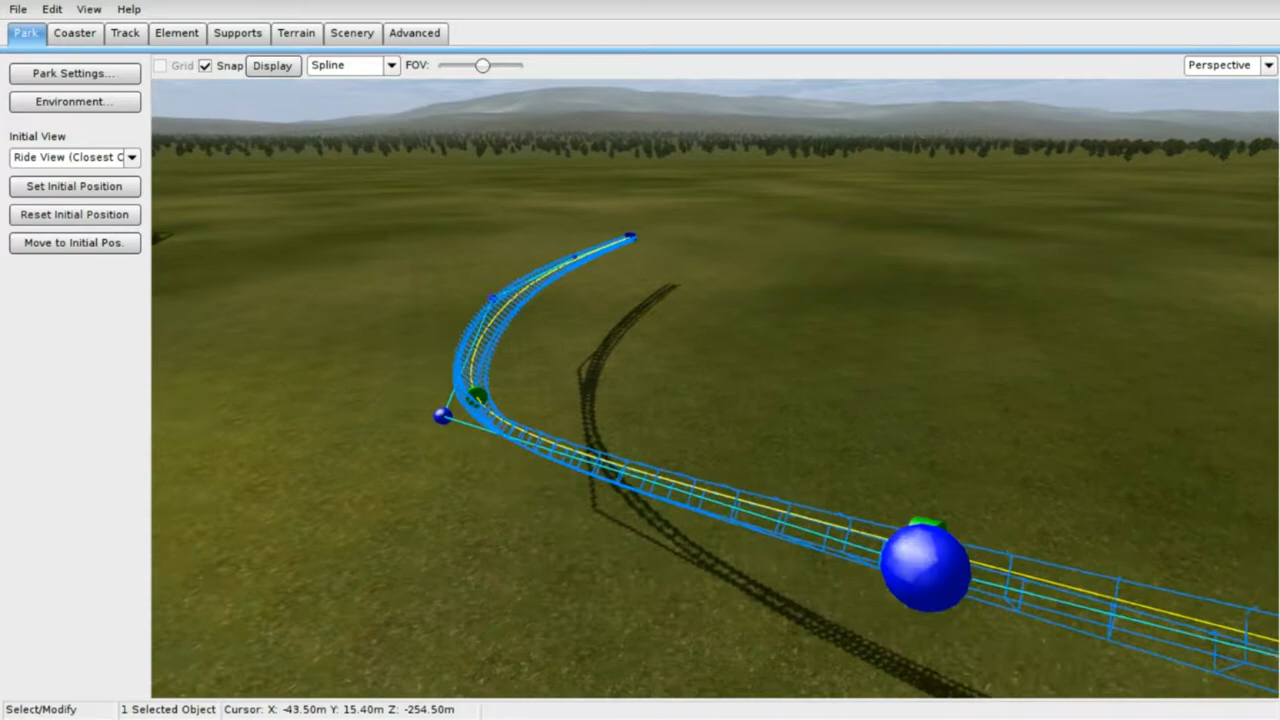 File Edit View Help
Park Coaster Track Element Supports Terrain Scenery Advanced
Park Settings...
Grid Snap Display Spline FOV: Perspective
Environment...
Initial View
Ride View (Closest C
Set Initial Position
Reset Initial Position
Move to Initial Pos.
Select/Modify 1 Selected Object Cursor: X: -43.50m Y: 15.40m Z: -254.50m